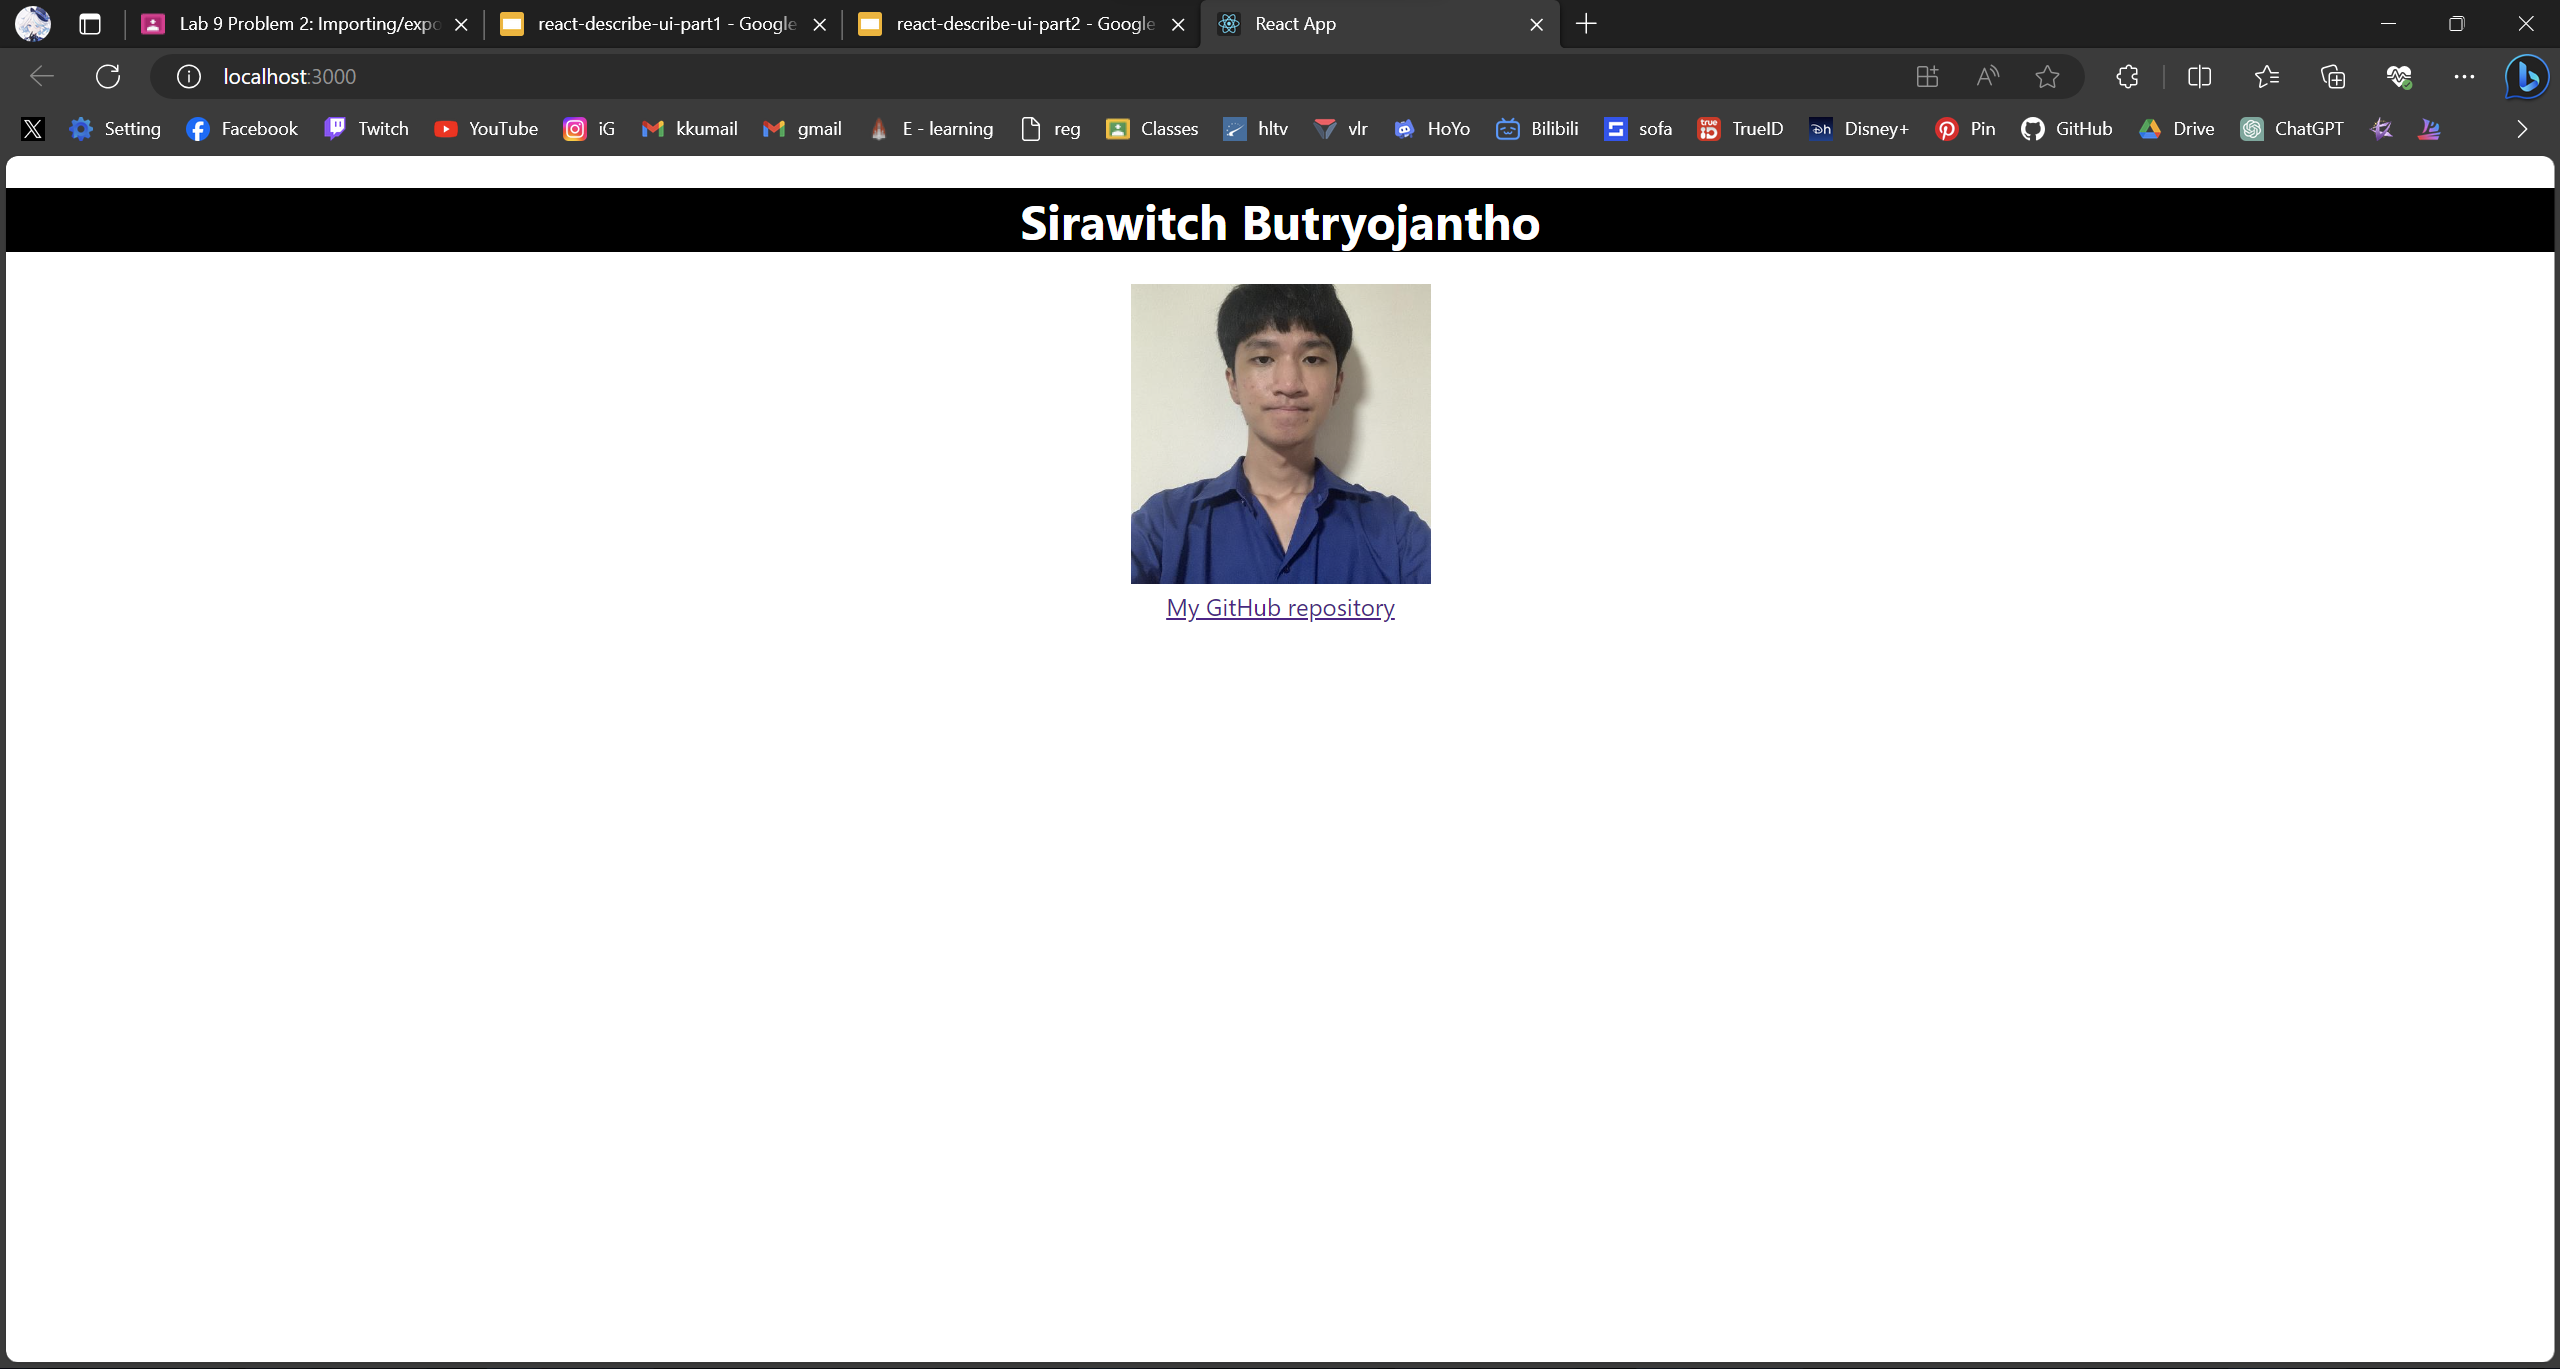 Lab 9 Problem 2: Importing/expo
react-describe-ui-part1 - Google
react-describe-ui-part2 - Google
React App
localhost:3000
Setting
Facebook
Twitch
YouTube
iG
kkumail
gmail
E - learning
reg
Classes
hltv
vlr
HoYo
Bilibili
sofa
true iD
TrueID
Disney+
Pin
GitHub
Drive
ChatGPT
Sirawitch Butryojantho
My GitHub repository